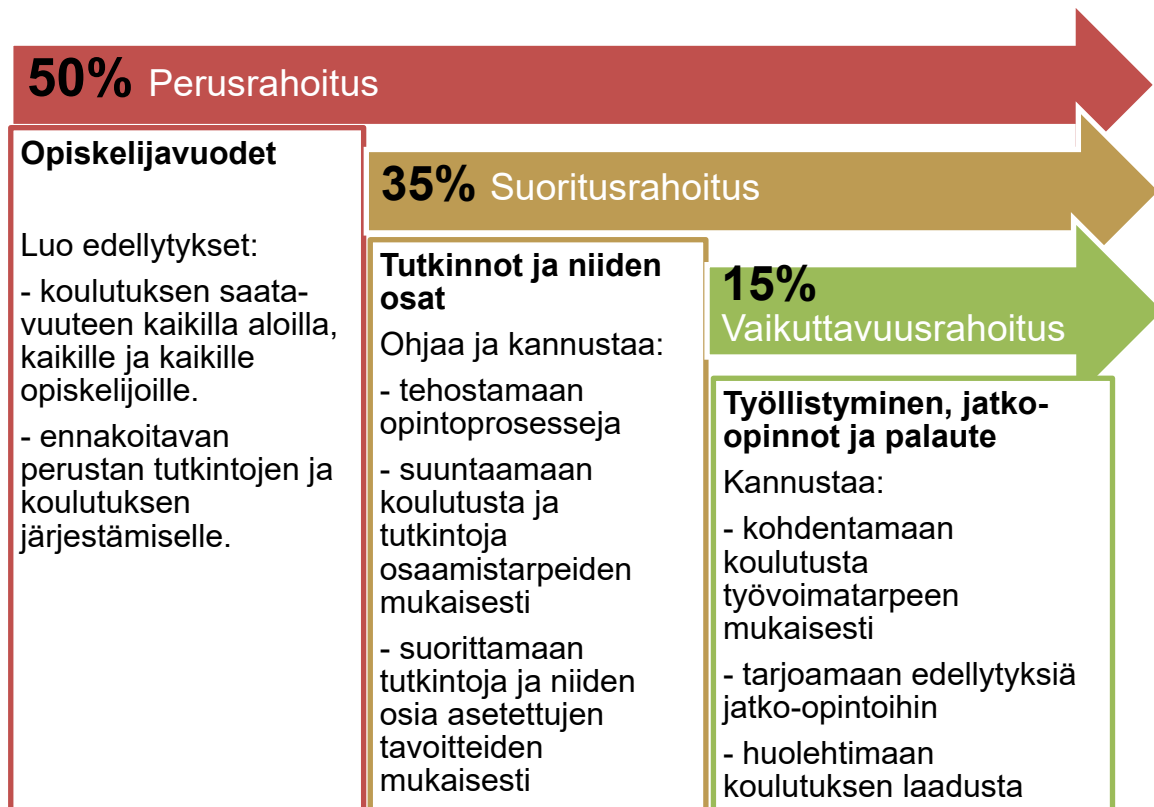 50% Perusrahoitus
Opiskelijavuodet
Luo edellytykset:
- koulutuksen saata-
vuuteen kaikilla aloilla,
kaikille ja kaikille
opiskelijoille.
- ennakoitavan
perustan tutkintojen ja
koulutuksen
järjestämiselle.
35% Suoritusrahoitus
Tutkinnot ja niiden
osat
Ohjaa ja kannustaa:
- tehostamaan
opintoprosesseja
- suuntaamaan
koulutusta ja
tutkintoja
osaamistarpeiden
mukaisesti
- suorittamaan
tutkintoja ja niiden
osia asetettujen
tavoitteiden
mukaisesti
15%
Vaikuttavuusrahoitus
Työllistyminen, jatko-
opinnot ja palaute
Kannustaa:
- kohdentamaan
koulutusta
työvoimatarpeen
mukaisesti
- tarjoamaan edellytyksiä
jatko-opintoihin
- huolehtimaan
koulutuksen laadusta